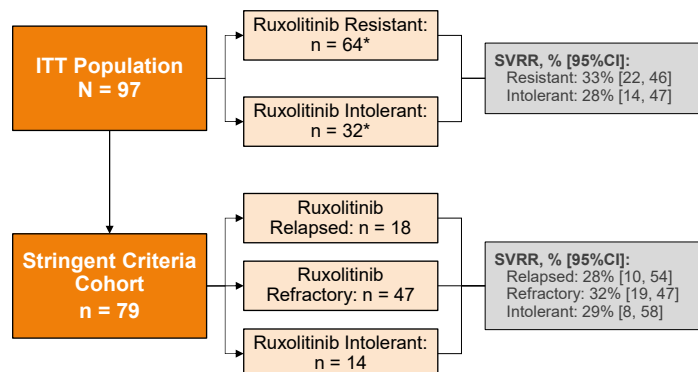 ITT Population
N = 97
Ruxolitinib Resistant:
n = 64*
Ruxolitinib Intolerant:
n = 32*
SVRR, % [95%CI]:
Resistant: 33% [22, 46]
Intolerant: 28% [14, 47]
Stringent Criteria
Cohort
n = 79
Ruxolitinib
Relapsed: n = 18
Ruxolitinib
Refractory: n = 47
Ruxolitinib Intolerant:
n = 14
SVRR, % [95%CI]:
Relapsed: 28% [10, 54]
Refractory: 32% [19, 47]
Intolerant: 29% [8, 58]